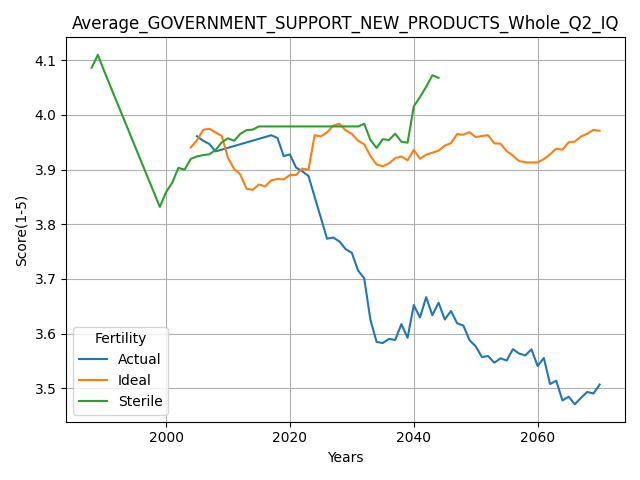 Average_GOVERNMENT_SUPPORT_NEW_PRODUCTS_Whole_Q2_IQ
Score(1-5)
4.1
4.0
3.9
3.8
3.7
3.6
3.5
Fertility
Actual
Ideal
Sterile
2000
2020
2040
2060
Years